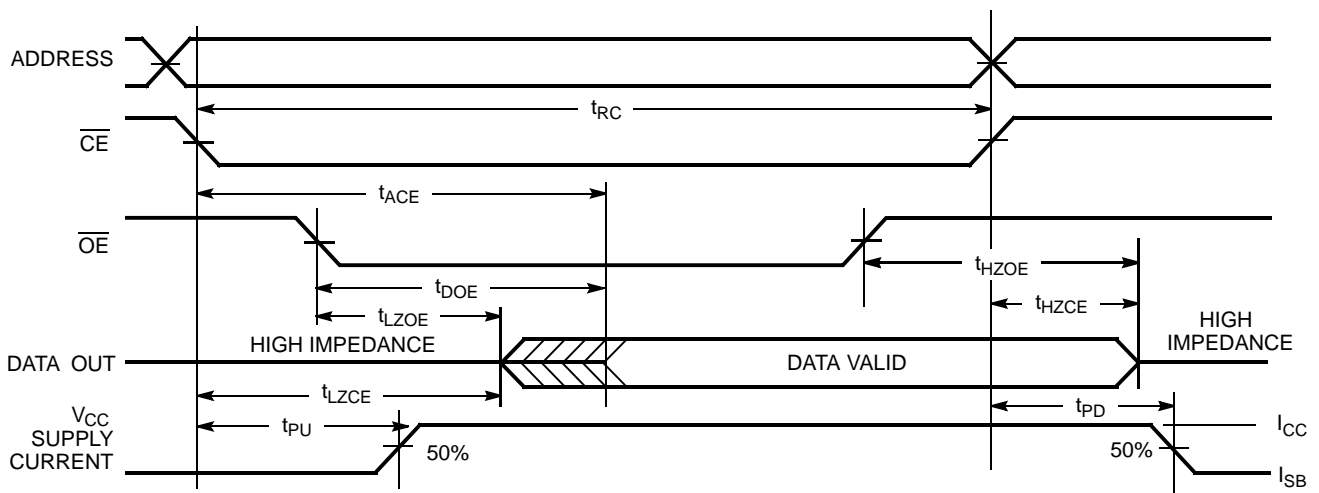 ADDRESS
tRC
CE
tACE
OE
tHZOE
tDOE
tHZCE
tLZOE
HIGH IMPEDANCE
HIGH
IMPEDANCE
DATA OUT
DATA VALID
tLZCE
VCC
SUPPLY
CURRENT
tPU
50%
tPD
50%
ICC
ISB